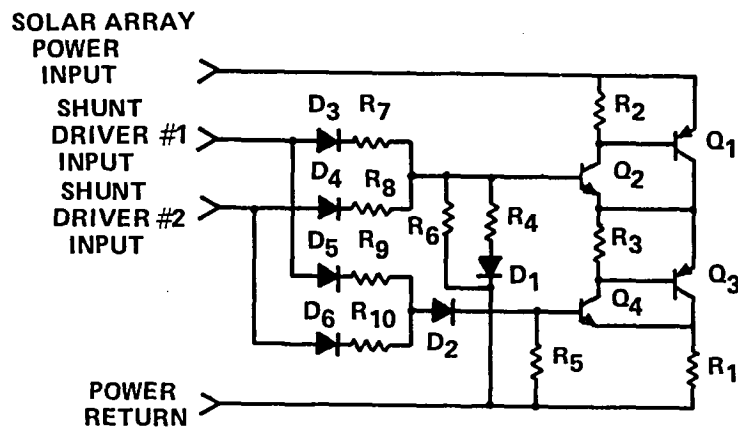 SOLAR ARRAY
POWER
INPUT
SHUNT
DRIVER #1
INPUT
SHUNT
DRIVER #2
INPUT
POWER
RETURN
D3 R7
D4 R8
D5 R9
D6 R10
D2
R6
R4
D1
R5
R2
Q1
Q2
R3
Q3
Q4
R1